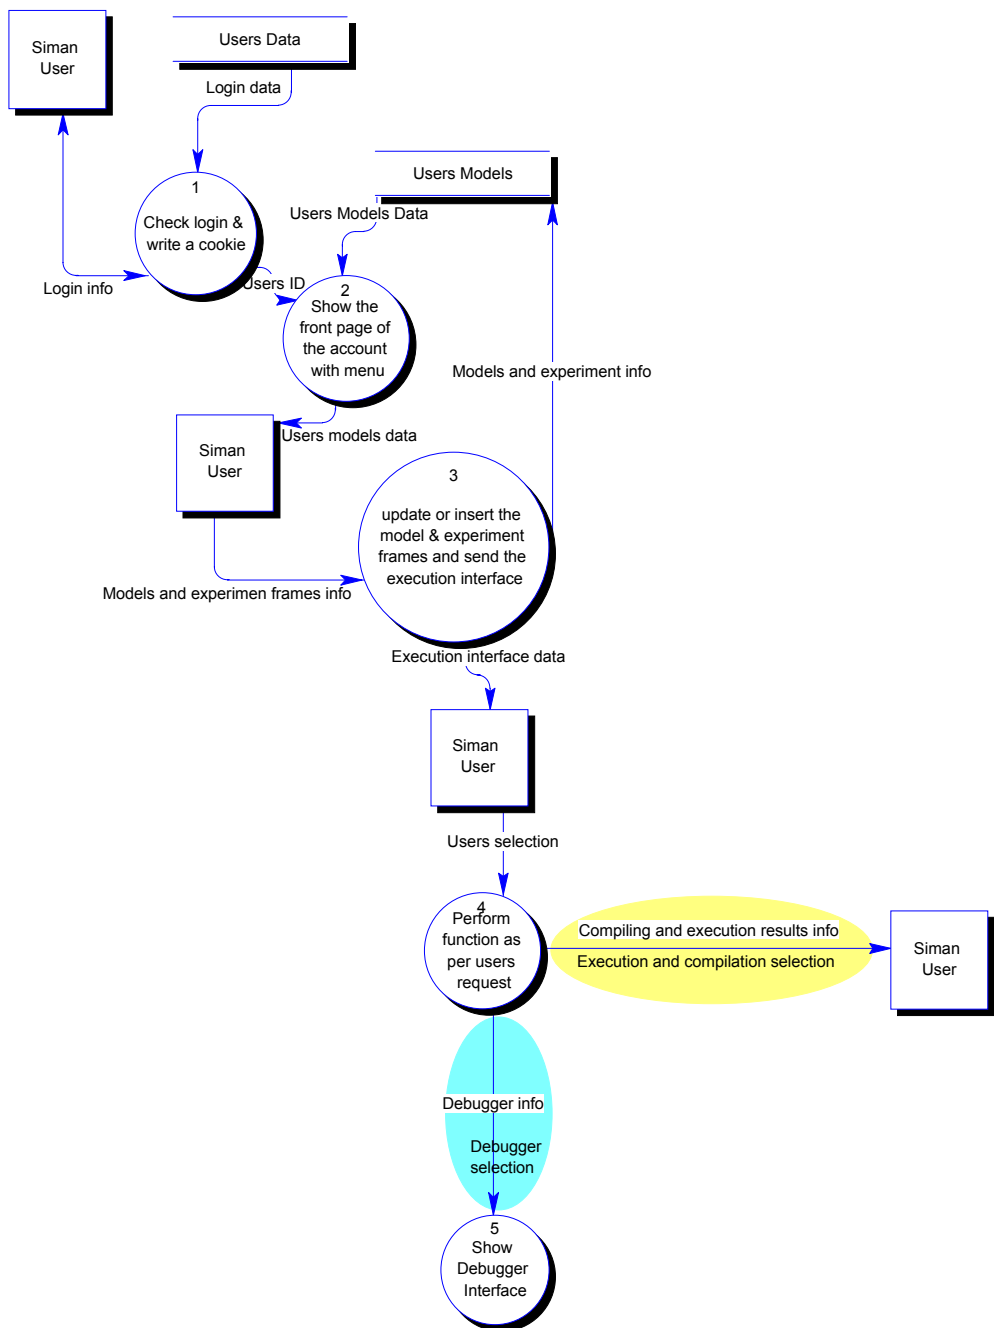 Siman
User
Users Data
Login data
Users Models
1
Check login &
write a cookie
Users Models Data
Login info
Users ID
2
Show the
front page of
the account
with menu
Models and experiment info
Users models data
Siman
User
3
update or insert the
model & experiment
frames and send the
execution interface
Models and experimen frames info
Execution interface data
Siman
User
Users selection
4
Perform
function as
per users
request
Compiling and execution results info
Execution and compilation selection
Siman
User
Debugger info
Debugger
selection
5
Show
Debugger
Interface